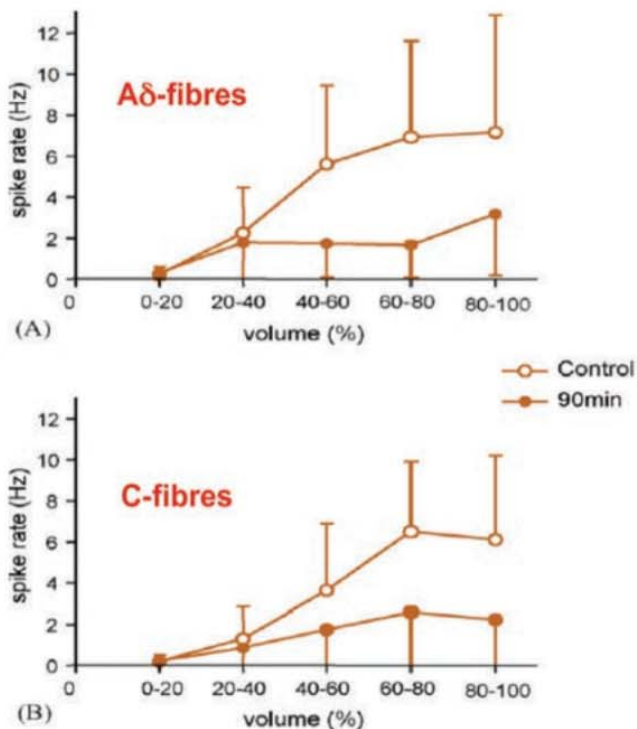 12
10
8
6
4
2
0
spike rate (Hz)
Aδ-fibres
0 0-20 20-40 40-60 60-80 80-100
volume (%)
(A)
Control
90min
12
10
8
6
4
2
0
spike rate (Hz)
C-fibres
0 0-20 20-40 40-60 60-80 80-100
volume (%)
(B)